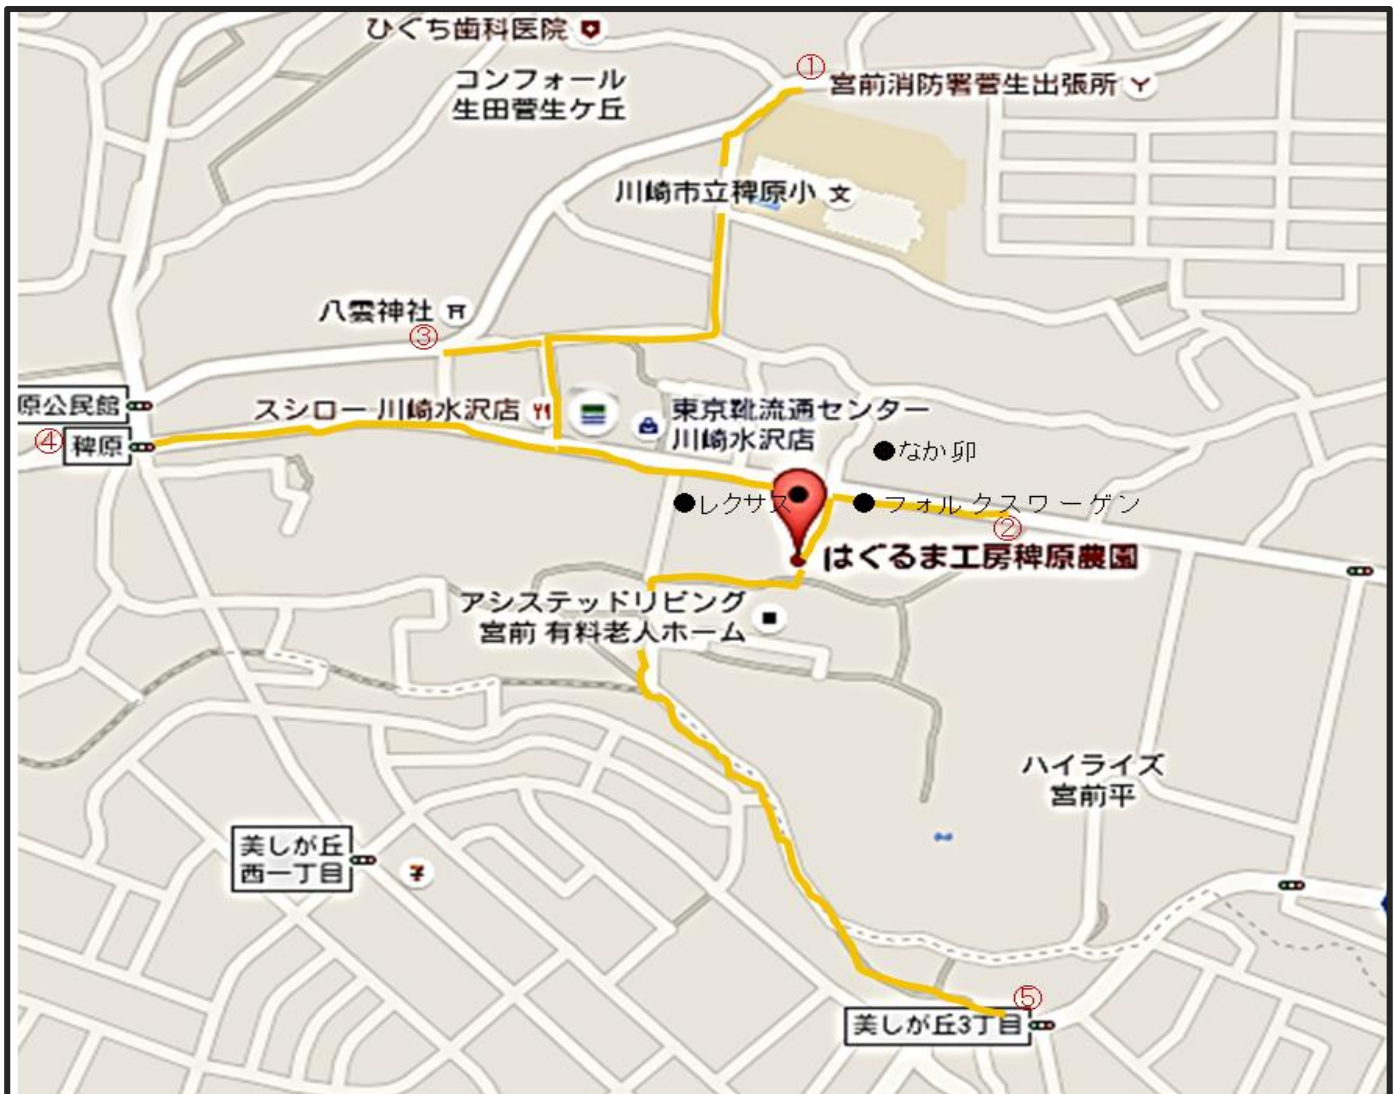 ひぐち歯科医院
コンフォール
生田菅生ケ丘
①
宮前消防署菅生出張所
川崎市立稗原小
文
八雲神社
③
原公民館
スシロー 川崎水沢店
東京靴流通センター
川崎水沢店
④
稗原
なか卯
レクサス
フォルクスワーゲン
②
はぐるま工房稗原農園
アシステッドリビング
宮前 有料老人ホーム
ハイライズ
宮前平
美しが丘
西一丁目
⑤
美しが丘3丁目